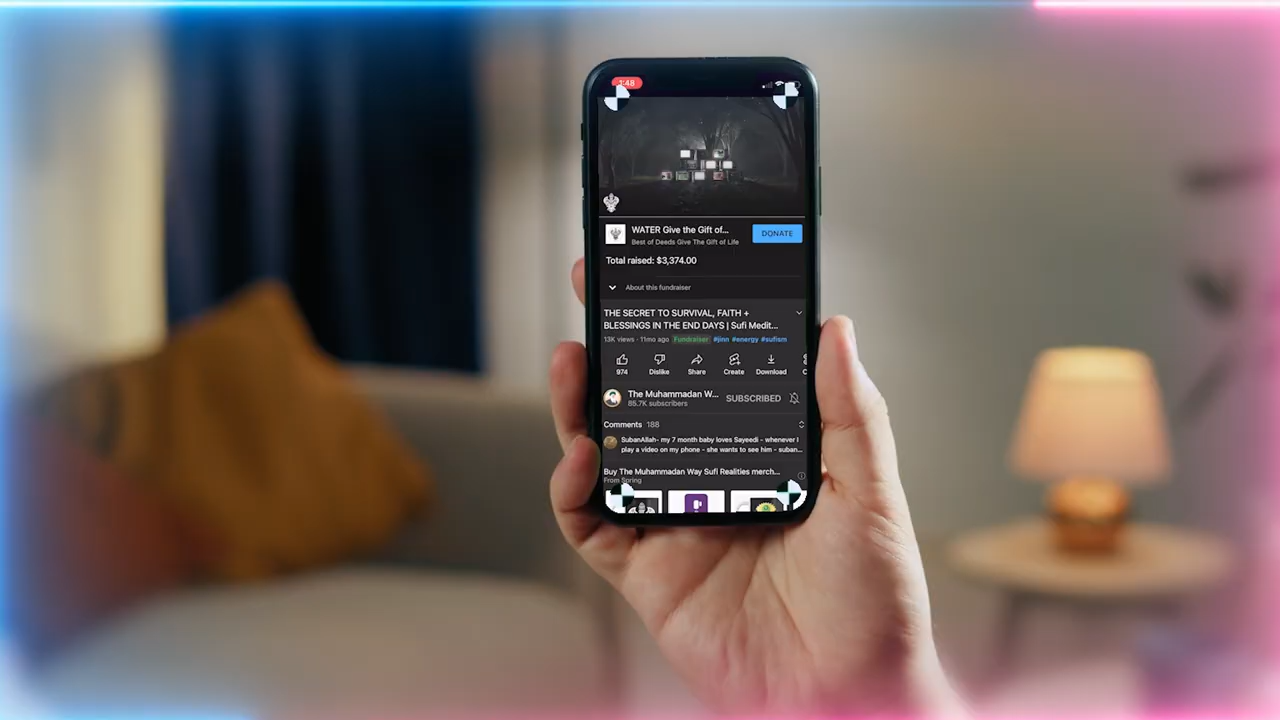 1:48
WATER Give the Gift of...
Best of Deeds Give The Gift of Life
DONATE
Total raised: $3,374.00
About this fundraiser
THE SECRET TO SURVIVAL, FAITH +
BLESSINGS IN THE END DAYS | Sufi Medit...
13K views · 11mo ago Fundraiser #jinn #energy #sufism
974 Dislike Share Create Download
The Muhammadan W...
85.7K subscribers
SUBSCRIBED
Comments 188
SubanAllah- my 7 month baby loves Sayeedi - whenever I
play a video on my phone - she wants to see him - suban...
Buy The Muhammadan Way Sufi Realities merch...
From Spring